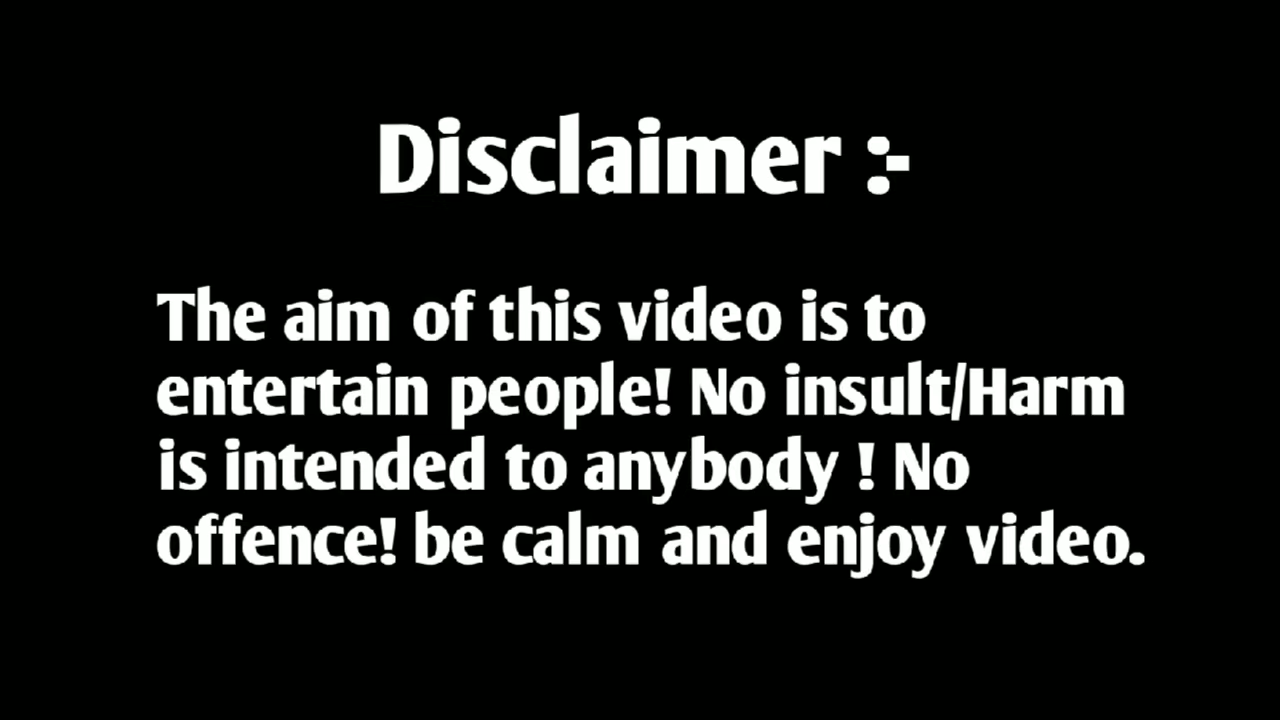 Disclaimer :-
The aim of this video is to
entertain people! No insult/Harm
is intended to anybody ! No
offence! be calm and enjoy video.